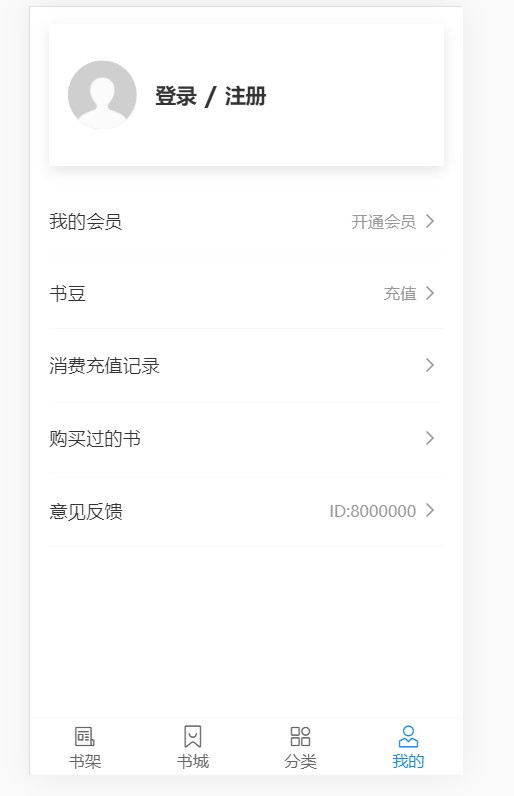 登录 / 注册
我的会员 开通会员
书豆 充值
消费充值记录
购买过的书
意见反馈 ID:8000000
书架 书城 分类 我的